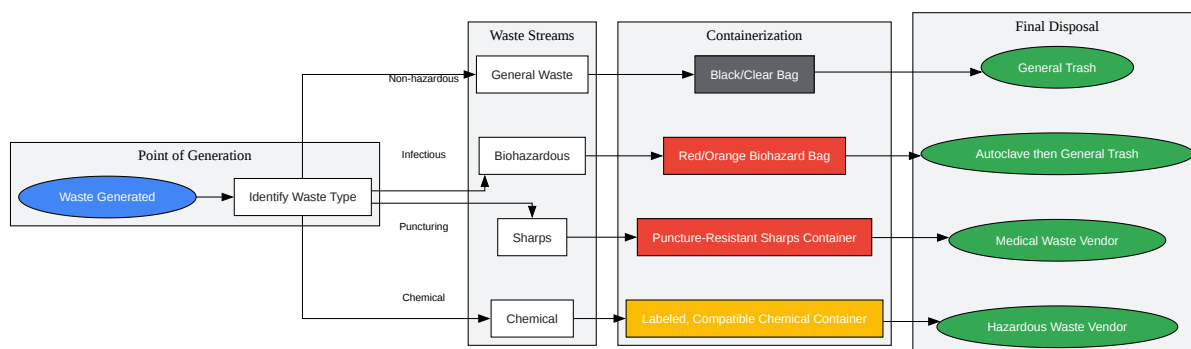 Point of Generation
Waste Generated
Identify Waste Type
Non-hazardous
Infectious
Puncturing
Chemical
Waste Streams
General Waste
Biohazardous
Sharps
Chemical
Containerization
Black/Clear Bag
Red/Orange Biohazard Bag
Puncture-Resistant Sharps Container
Labeled, Compatible Chemical Container
Final Disposal
General Trash
Autoclave then General Trash
Medical Waste Vendor
Hazardous Waste Vendor